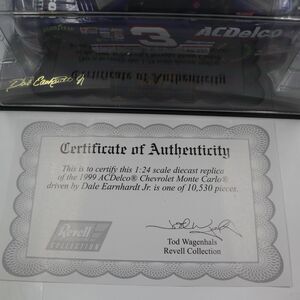 3 ACDelco
Dale Earnhardt Jr
Certificate of Authenticity
Certificate of Authenticity
This is to certify this 1:24 scale diecast replica
of the 1999 ACDelco® Chevrolet Monte Carlo®
driven by Dale Earnhardt Jr. is one of 10,530 pieces.
Tod Wagenhals
Revell Collection
Revell
COLLECTION